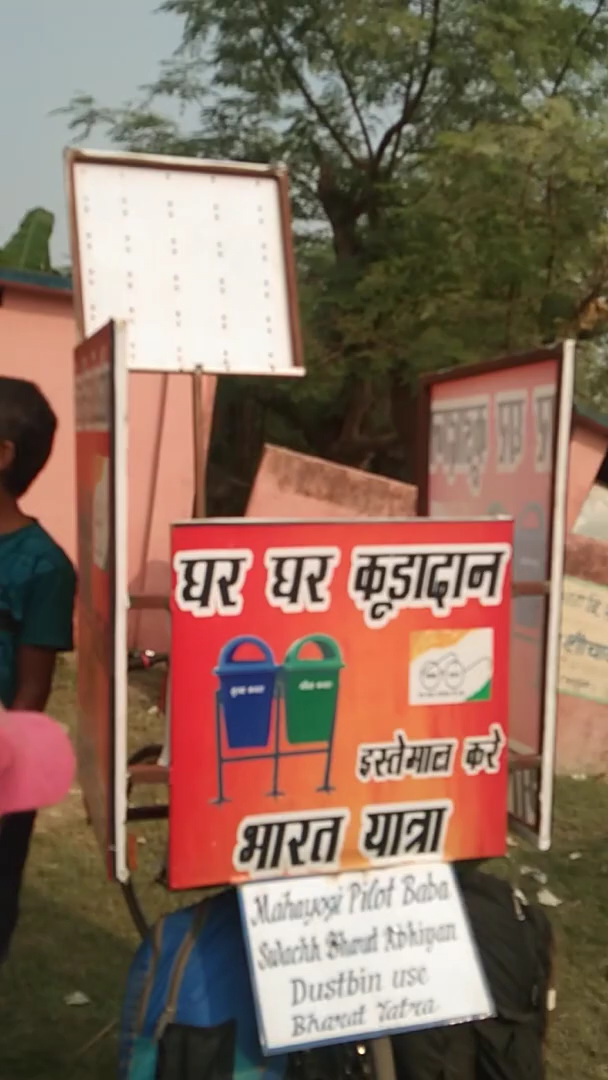 घर घर कूडादान
इस्तेमाल करे
भारत यात्रा
Mahayogi Pilot Baba
Swachh Bharat Abhiyan
Dustbin use
Bharat Yatra